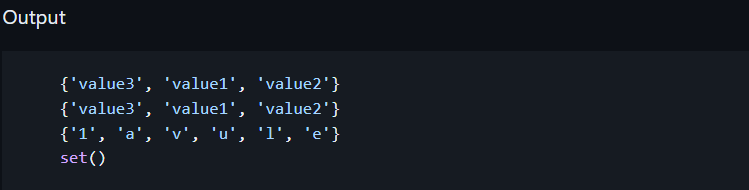 Output
{'value3', 'value1', 'value2'}
{'value3', 'value1', 'value2'}
{'1', 'a', 'v', 'u', 'l', 'e'}
set()